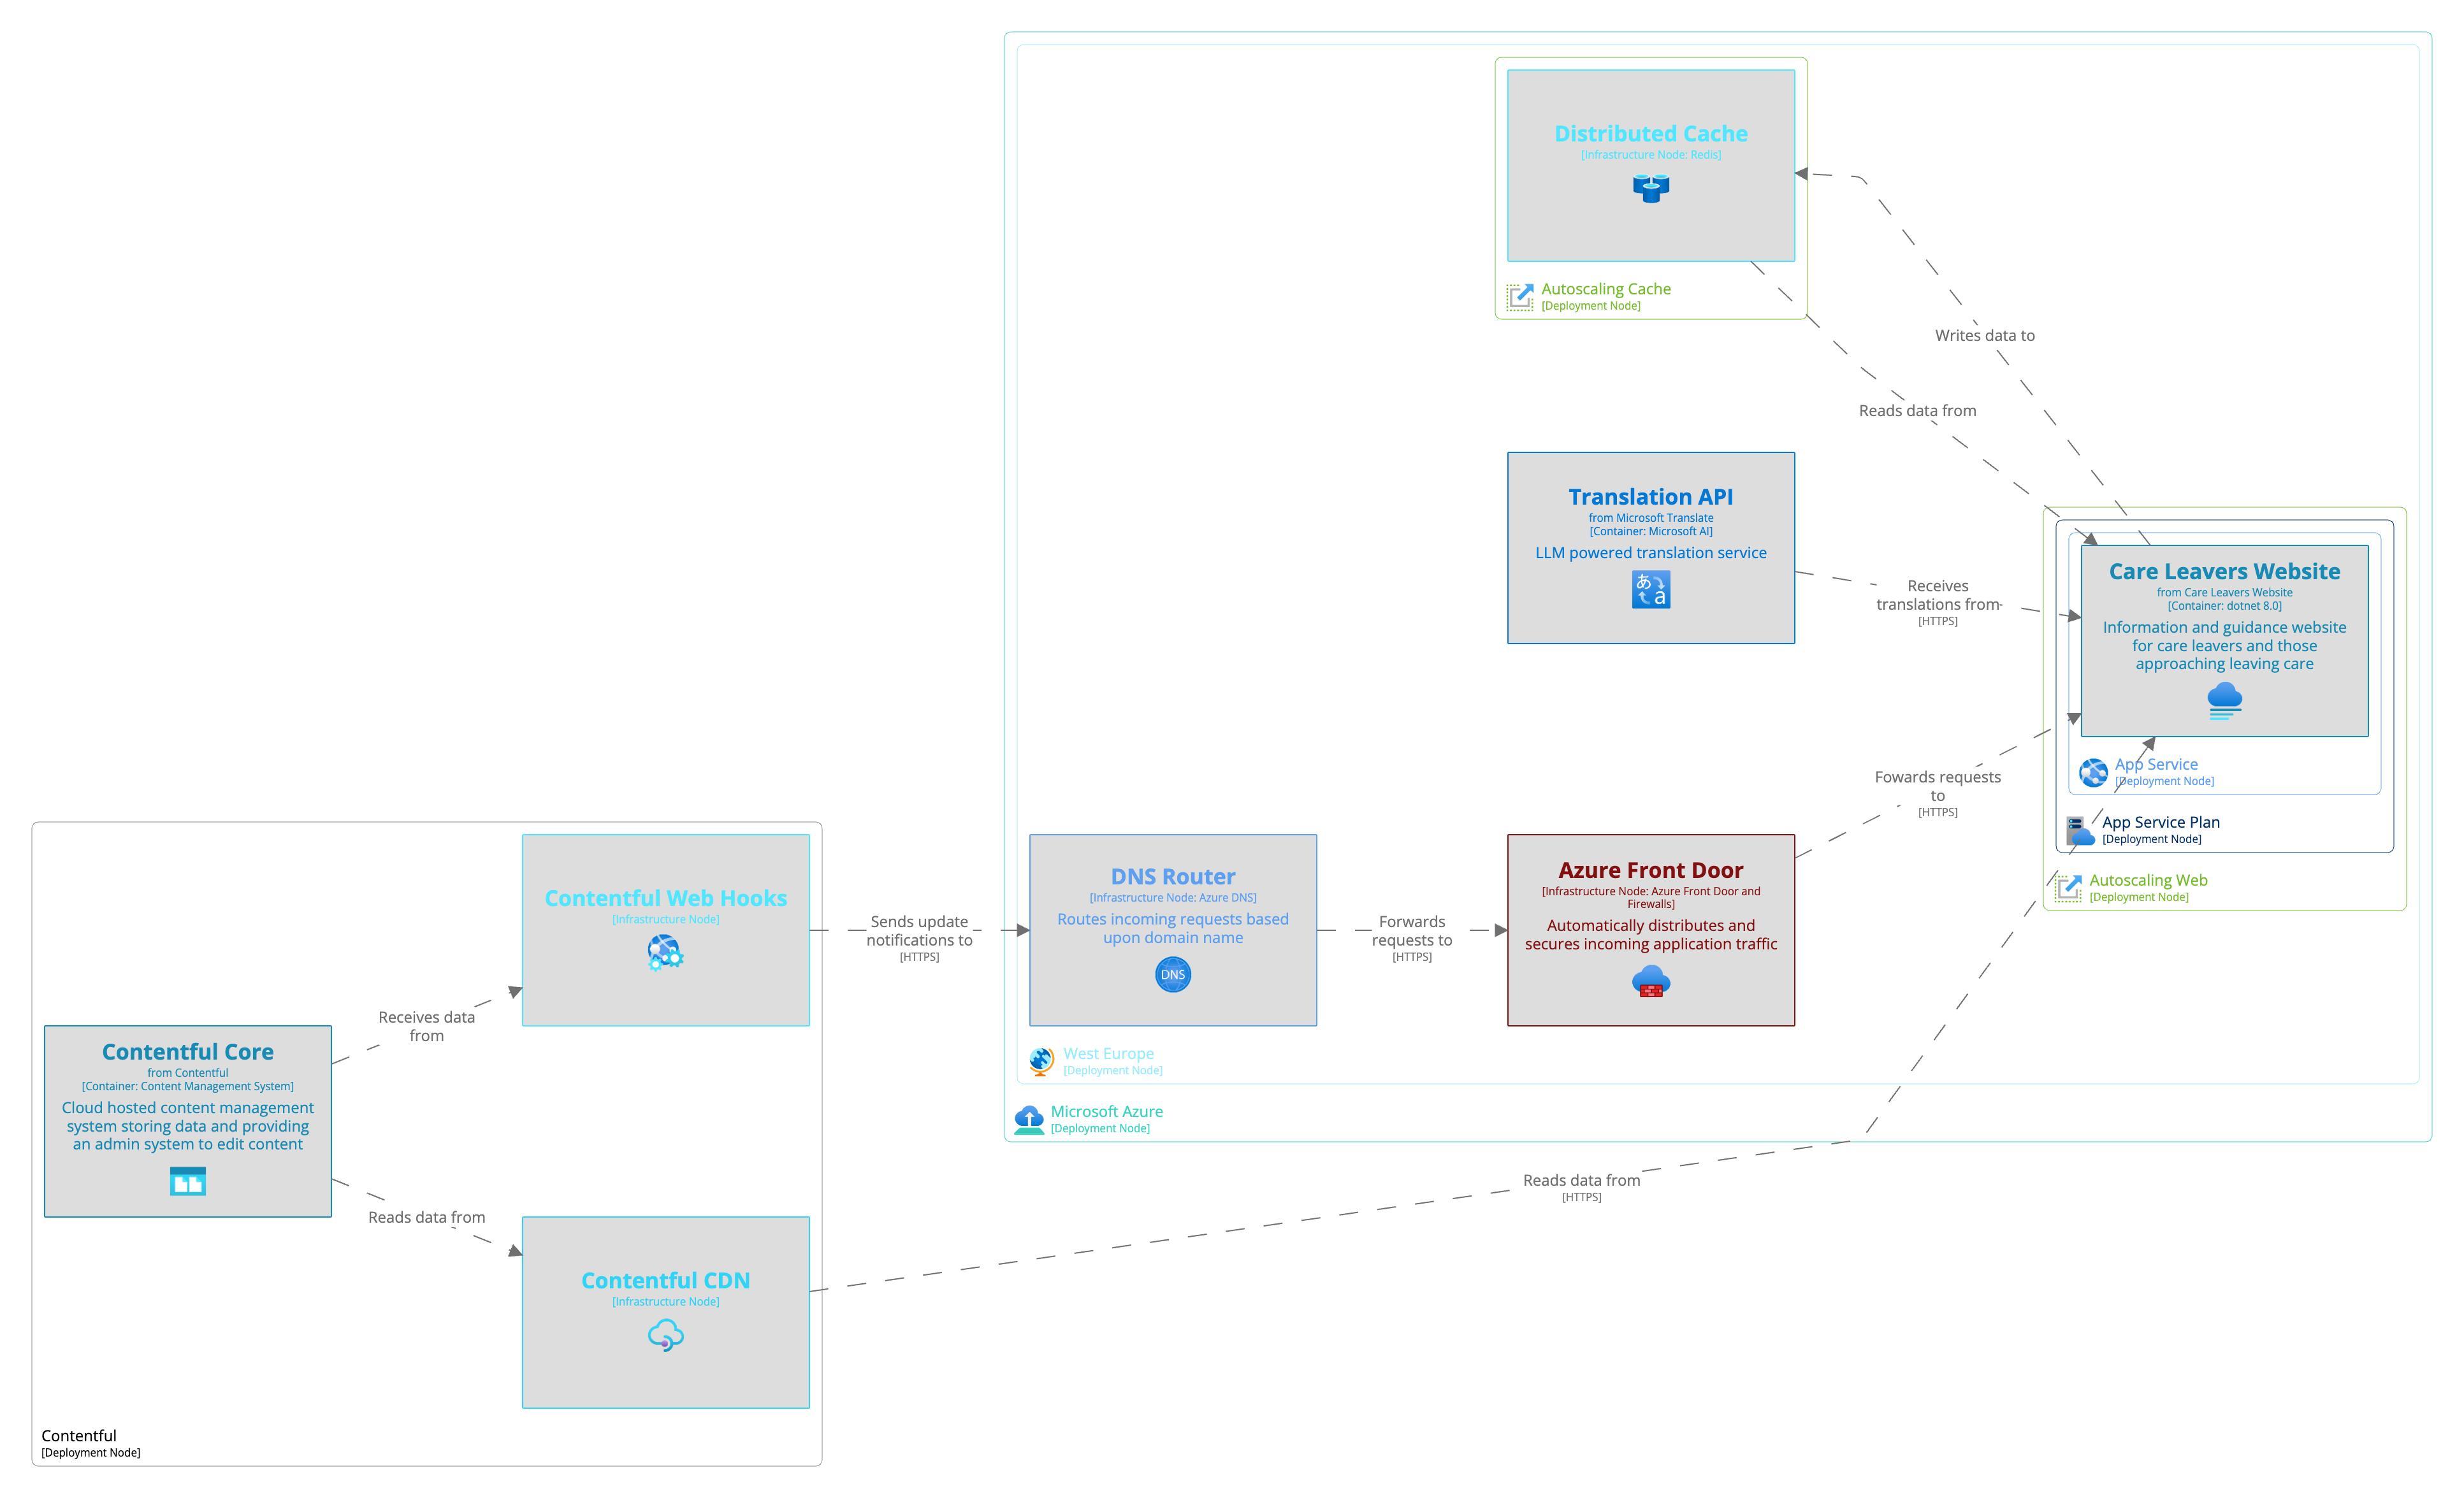 Distributed Cache
[Infrastructure Node: Redis]
Autoscaling Cache
[Deployment Node]
Writes data to
Reads data from
Translation API
from Microsoft Translate
[Container: Microsoft AI]
LLM powered translation service
あ
a
Receives
translations from
[HTTPS]
Care Leavers Website
from Care Leavers Website
[Container: dotnet 8.0]
Information and guidance website
for care leavers and those
approaching leaving care
App Service
[Deployment Node]
App Service Plan
[Deployment Node]
Autoscaling Web
[Deployment Node]
Fowards requests
to
[HTTPS]
Contentful Web Hooks
[Infrastructure Node]
Sends update
notifications to
[HTTPS]
DNS Router
[Infrastructure Node: Azure DNS]
Routes incoming requests based
upon domain name
DNS
Forwards
requests to
[HTTPS]
Azure Front Door
[Infrastructure Node: Azure Front Door and
Firewalls]
Automatically distributes and
secures incoming application traffic
West Europe
[Deployment Node]
Microsoft Azure
[Deployment Node]
Receives data
from
Contentful Core
from Contentful
[Container: Content Management System]
Cloud hosted content management
system storing data and providing
an admin system to edit content
Reads data from
Reads data from
[HTTPS]
Contentful CDN
[Infrastructure Node]
Contentful
[Deployment Node]